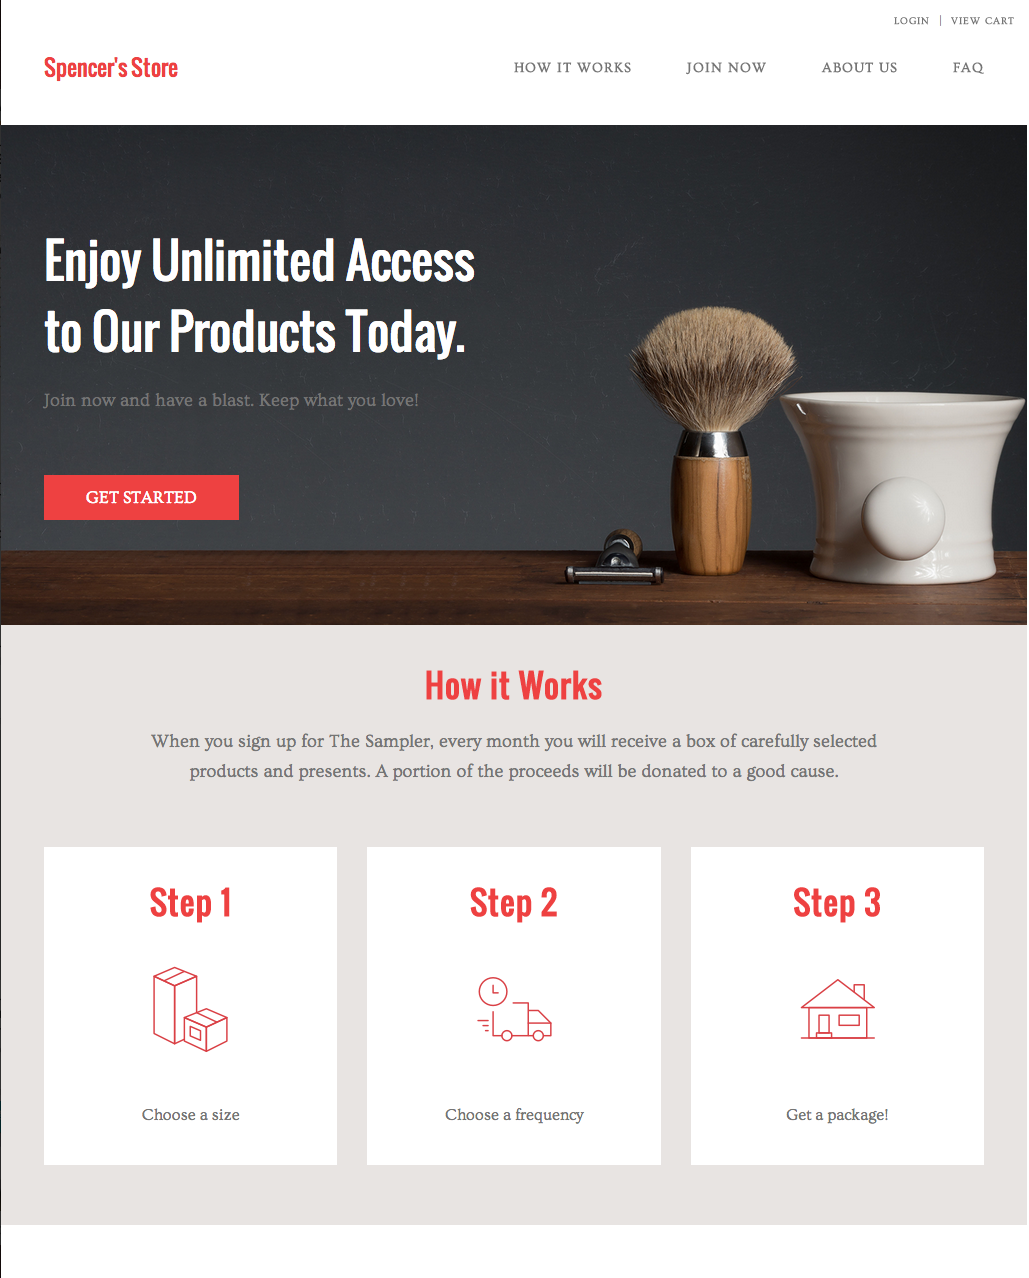 LOGIN | VIEW CART
Spencer's Store
HOW IT WORKS JOIN NOW ABOUT US FAQ
Enjoy Unlimited Access
to Our Products Today.
Join now and have a blast. Keep what you love!
GET STARTED
How it Works
When you sign up for The Sampler, every month you will receive a box of carefully selected
products and presents. A portion of the proceeds will be donated to a good cause.
Step 1
Choose a size
Step 2
Choose a frequency
Step 3
Get a package!